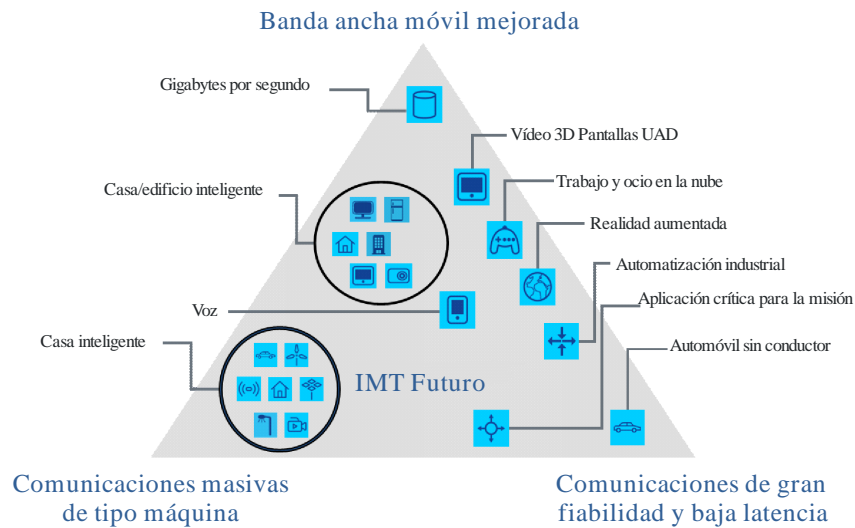 Banda ancha móvil mejorada
Gigabytes por segundo
Vídeo 3D Pantallas UAD
Trabajo y ocio en la nube
Casa/edificio inteligente
Realidad aumentada
Automatización industrial
Aplicación crítica para la misión
Voz
Casa inteligente
Automóvil sin conductor
IMT Futuro
Comunicaciones masivas
de tipo máquina
Comunicaciones de gran
fiabilidad y baja latencia